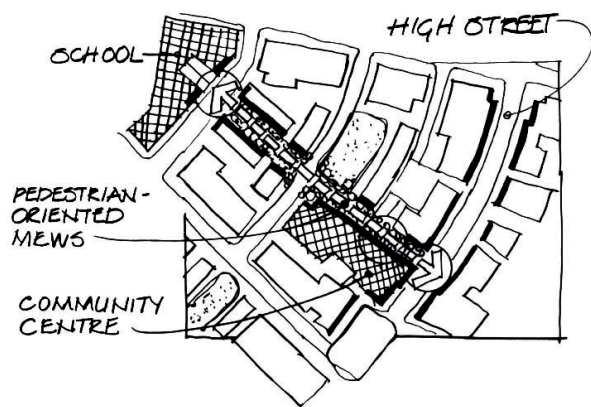 HIGH STREET
SCHOOL
PEDESTRIAN-
ORIENTED
MEWS
COMMUNITY
CENTRE